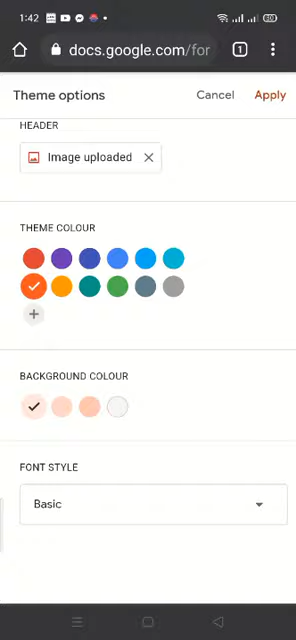 1:42
30
docs.google.com/for
1
Theme options
Cancel
Apply
HEADER
Image uploaded
THEME COLOUR
BACKGROUND COLOUR
FONT STYLE
Basic